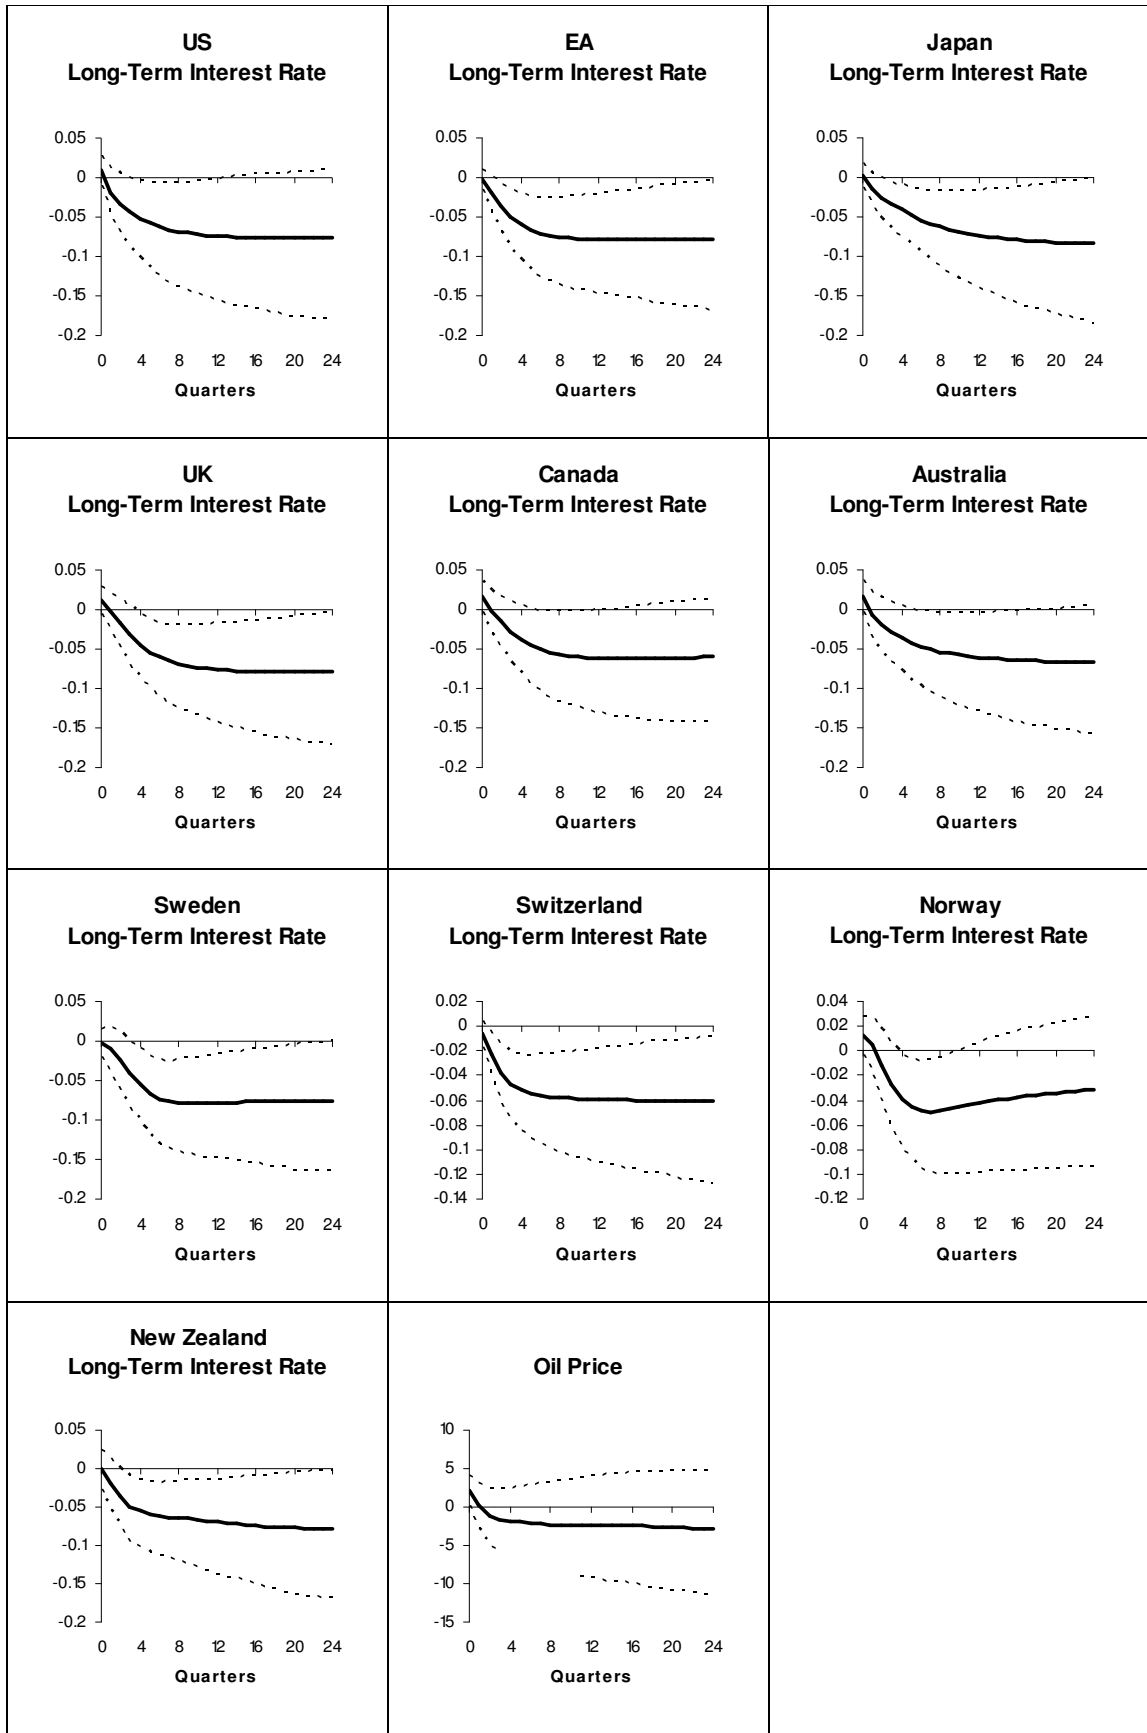 US
Long-Term Interest Rate
0.05
0
-0.05
-0.1
-0.15
-0.2
0 4 8 12 16 20 24
Quarters
EA
Long-Term Interest Rate
0.05
0
-0.05
-0.1
-0.15
-0.2
0 4 8 12 16 20 24
Quarters
Japan
Long-Term Interest Rate
0.05
0
-0.05
-0.1
-0.15
-0.2
0 4 8 12 16 20 24
Quarters
UK
Long-Term Interest Rate
0.05
0
-0.05
-0.1
-0.15
-0.2
0 4 8 12 16 20 24
Quarters
Canada
Long-Term Interest Rate
0.05
0
-0.05
-0.1
-0.15
-0.2
0 4 8 12 16 20 24
Quarters
Australia
Long-Term Interest Rate
0.05
0
-0.05
-0.1
-0.15
-0.2
0 4 8 12 16 20 24
Quarters
Sweden
Long-Term Interest Rate
0.05
0
-0.05
-0.1
-0.15
-0.2
0 4 8 12 16 20 24
Quarters
Switzerland
Long-Term Interest Rate
0.02
0
-0.02
-0.04
-0.06
-0.08
-0.1
-0.12
-0.14
0 4 8 12 16 20 24
Quarters
Norway
Long-Term Interest Rate
0.04
0.02
0
-0.02
-0.04
-0.06
-0.08
-0.1
-0.12
0 4 8 12 16 20 24
Quarters
New Zealand
Long-Term Interest Rate
0.05
0
-0.05
-0.1
-0.15
-0.2
0 4 8 12 16 20 24
Quarters
Oil Price
10
5
0
-5
-10
-15
0 4 8 12 16 20 24
Quarters